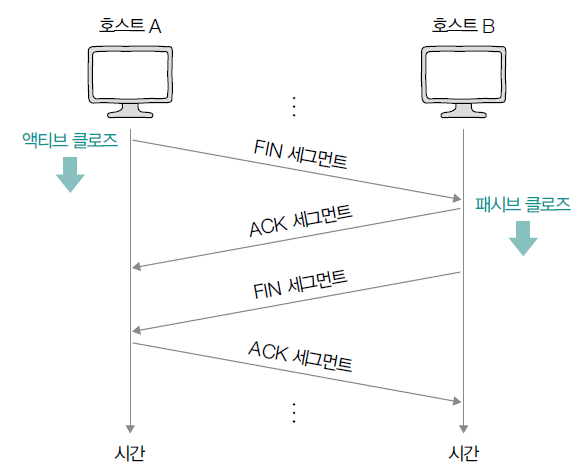 호스트 A
호스트 B
액티브 클로즈
FIN 세그먼트
패시브 클로즈
ACK 세그먼트
FIN 세그먼트
ACK 세그먼트
시간
시간